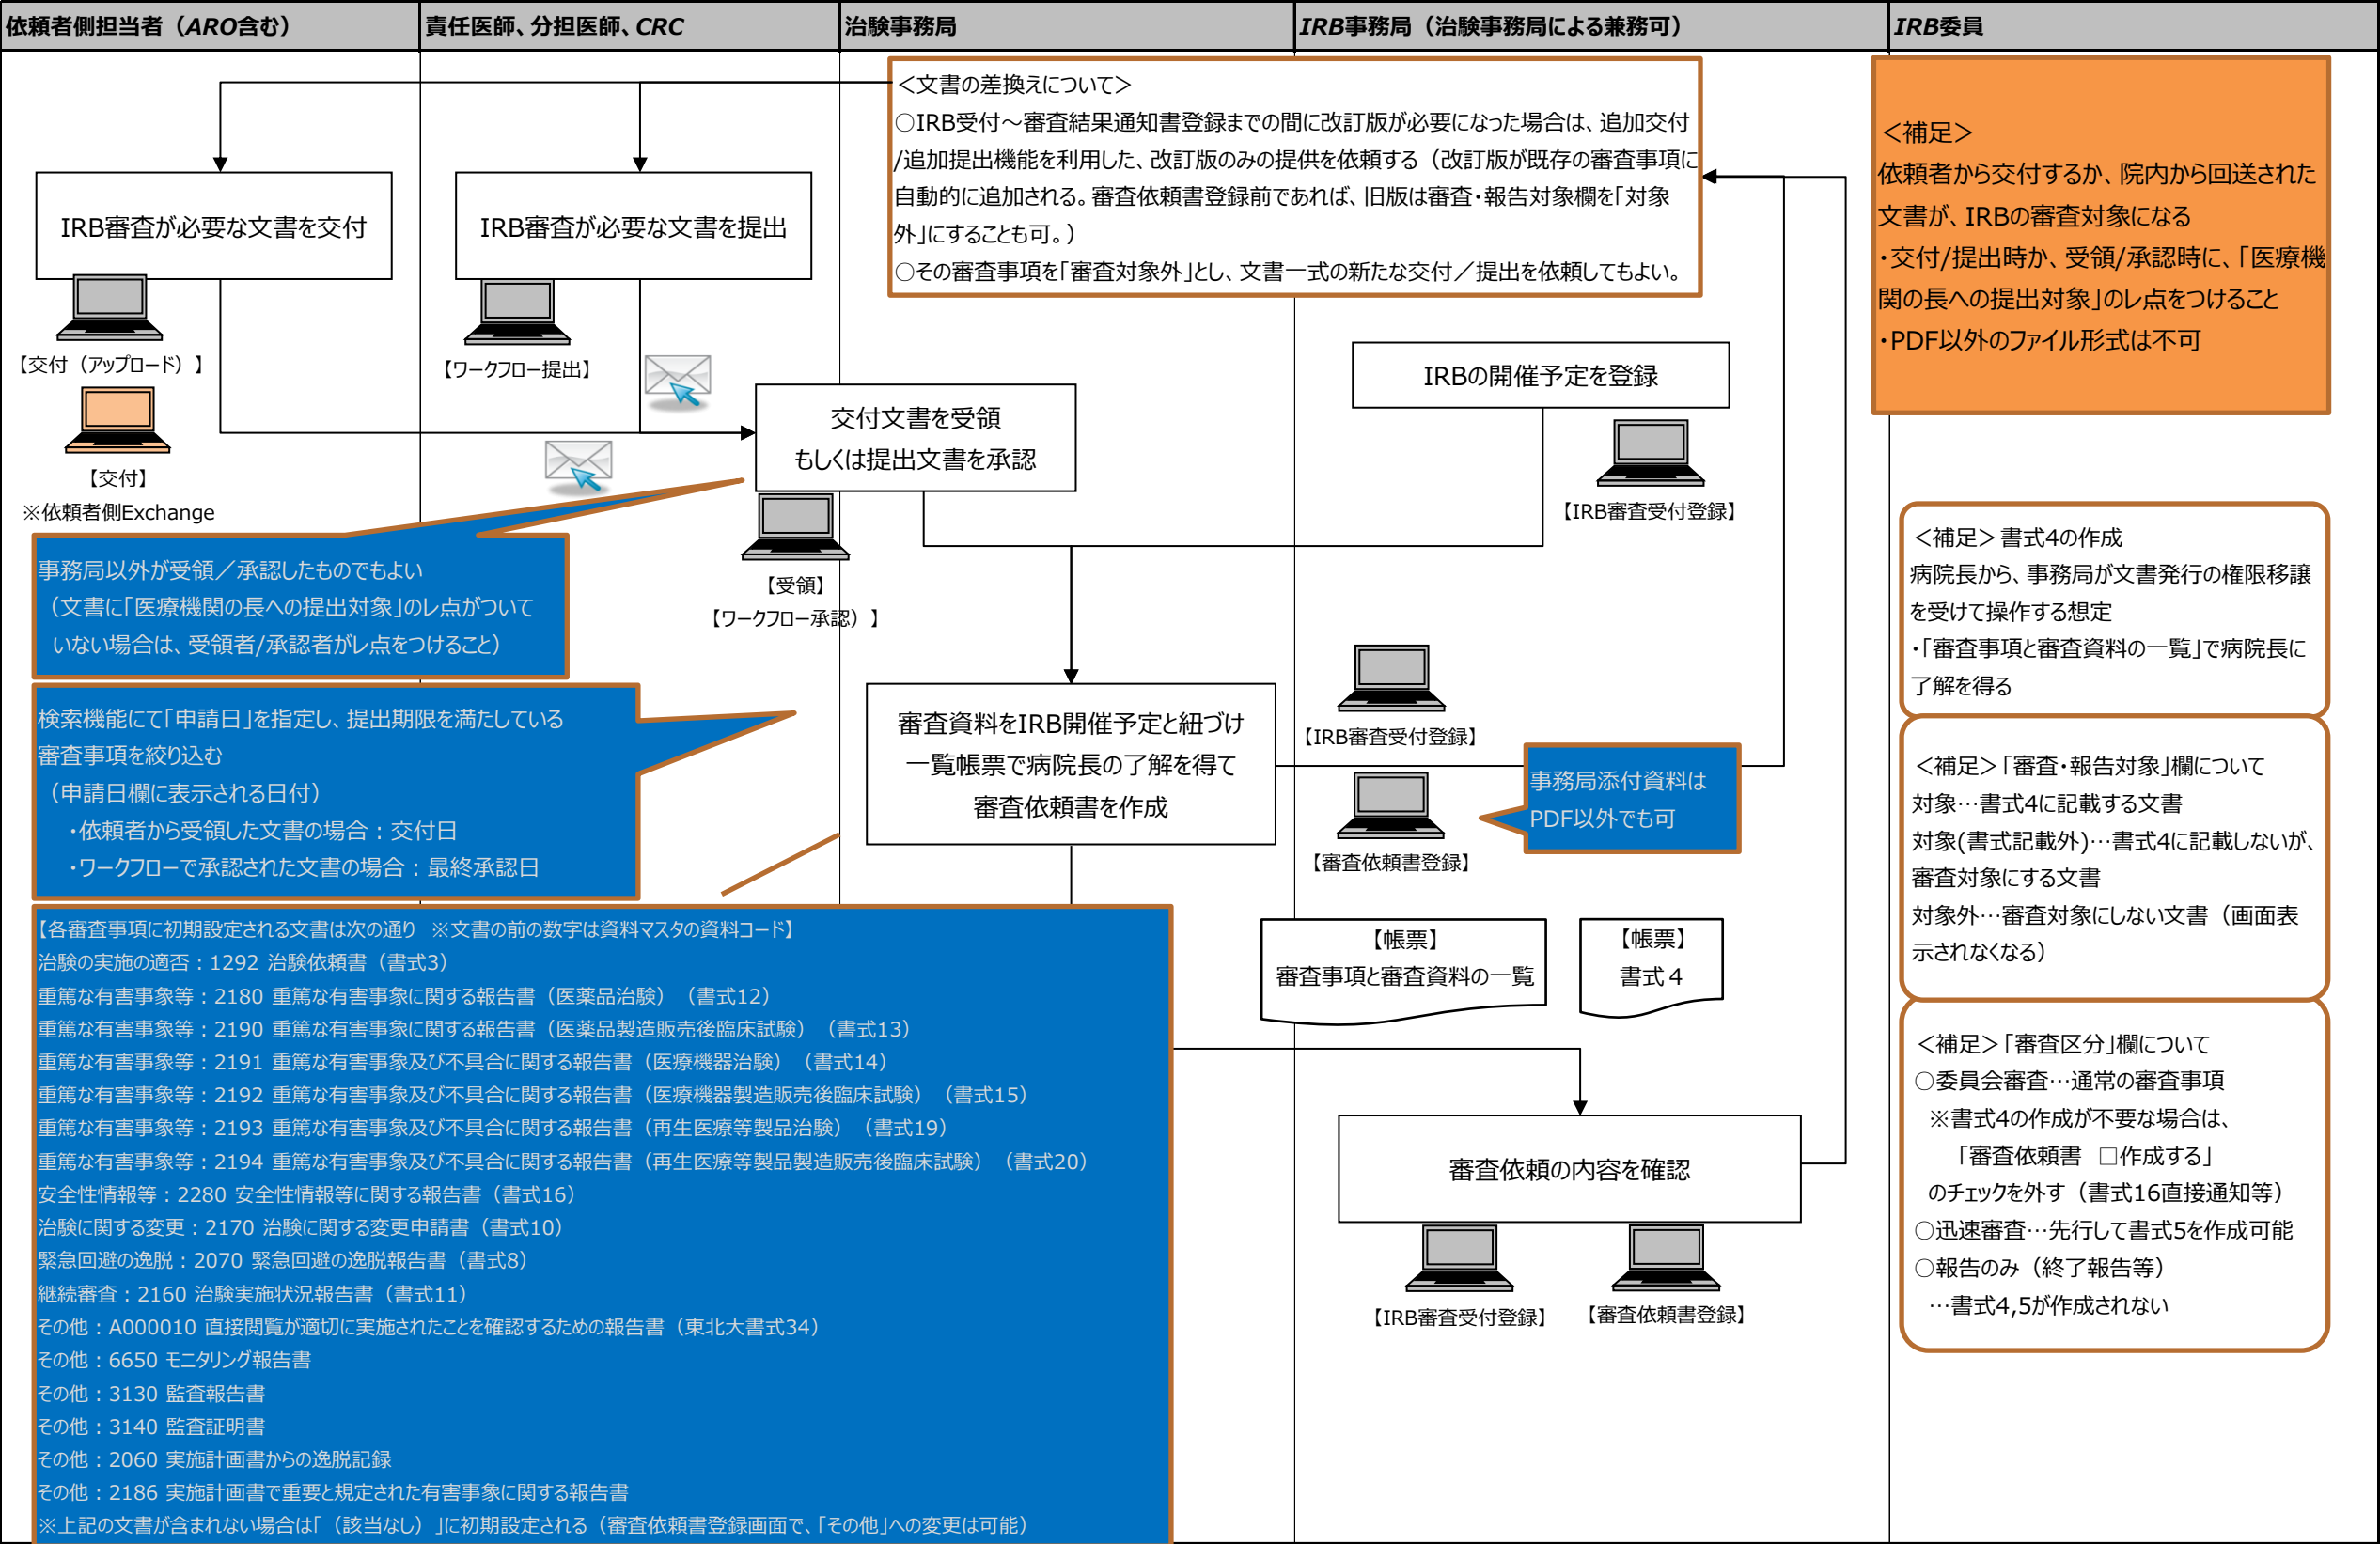 依頼者側担当者（ARO含む）
責任医師、分担医師、CRC
治験事務局
IRB事務局（治験事務局による兼務可）
IRB委員
＜文書の差換えについて＞
○IRB受付～審査結果通知書登録までの間に改訂版が必要になった場合は、追加交付
/追加提出機能を利用した、改訂版のみの提供を依頼する（改訂版が既存の審査事項に
自動的に追加される。審査依頼書登録前であれば、旧版は審査・報告対象欄を「対象
外」にすることも可。）
○その審査事項を「審査対象外」とし、文書一式の新たな交付／提出を依頼してもよい。
＜補足＞
依頼者から交付するか、院内から回送された
文書が、IRBの審査対象になる
・交付/提出時か、受領/承認時に、「医療機
関の長への提出対象」のレ点をつけること
・PDF以外のファイル形式は不可
IRB審査が必要な文書を交付
IRB審査が必要な文書を提出
【交付（アップロード）】
【ワークフロー提出】
【交付】
※依頼者側Exchange
交付文書を受領
もしくは提出文書を承認
【受領】
【ワークフロー承認）】
IRBの開催予定を登録
【IRB審査受付登録】
事務局以外が受領／承認したものでもよい
（文書に「医療機関の長への提出対象」のレ点がついて
いない場合は、受領者/承認者がレ点をつけること）
検索機能にて「申請日」を指定し、提出期限を満たしている
審査事項を絞り込む
（申請日欄に表示される日付）
・依頼者から受領した文書の場合：交付日
・ワークフローで承認された文書の場合：最終承認日
審査資料をIRB開催予定と紐づけ
一覧帳票で病院長の了解を得て
審査依頼書を作成
【IRB審査受付登録】
【審査依頼書登録】
事務局添付資料は
PDF以外でも可
＜補足＞書式4の作成
病院長から、事務局が文書発行の権限移譲
を受けて操作する想定
・「審査事項と審査資料の一覧」で病院長に
了解を得る
＜補足＞「審査・報告対象」欄について
対象…書式4に記載する文書
対象(書式記載外)…書式4に記載しないが、
審査対象にする文書
対象外…審査対象にしない文書（画面表
示されなくなる）
【各審査事項に初期設定される文書は次の通り　※文書の前の数字は資料マスタの資料コード】
治験の実施の適否：1292 治験依頼書（書式3）
重篤な有害事象等：2180 重篤な有害事象に関する報告書（医薬品治験）（書式12）
重篤な有害事象等：2190 重篤な有害事象に関する報告書（医薬品製造販売後臨床試験）（書式13）
重篤な有害事象等：2191 重篤な有害事象及び不具合に関する報告書（医療機器治験）（書式14）
重篤な有害事象等：2192 重篤な有害事象及び不具合に関する報告書（医療機器製造販売後臨床試験）（書式15）
重篤な有害事象等：2193 重篤な有害事象及び不具合に関する報告書（再生医療等製品治験）（書式19）
重篤な有害事象等：2194 重篤な有害事象及び不具合に関する報告書（再生医療等製品製造販売後臨床試験）（書式20）
安全性情報等：2280 安全性情報等に関する報告書（書式16）
治験に関する変更：2170 治験に関する変更申請書（書式10）
緊急回避の逸脱：2070 緊急回避の逸脱報告書（書式8）
継続審査：2160 治験実施状況報告書（書式11）
その他：A000010 直接閲覧が適切に実施されたことを確認するための報告書（東北大書式34）
その他：6650 モニタリング報告書
その他：3130 監査報告書
その他：3140 監査証明書
その他：2060 実施計画書からの逸脱記録
その他：2186 実施計画書で重要と規定された有害事象に関する報告書
※上記の文書が含まれない場合は「（該当なし）」に初期設定される（審査依頼書登録画面で、「その他」への変更は可能）
【帳票】
審査事項と審査資料の一覧
【帳票】
書式４
審査依頼の内容を確認
【IRB審査受付登録】
【審査依頼書登録】
＜補足＞「審査区分」欄について
○委員会審査…通常の審査事項
※書式4の作成が不要な場合は、
「審査依頼書　□作成する」
のチェックを外す（書式16直接通知等）
○迅速審査…先行して書式5を作成可能
○報告のみ（終了報告等）
…書式4,5が作成されない